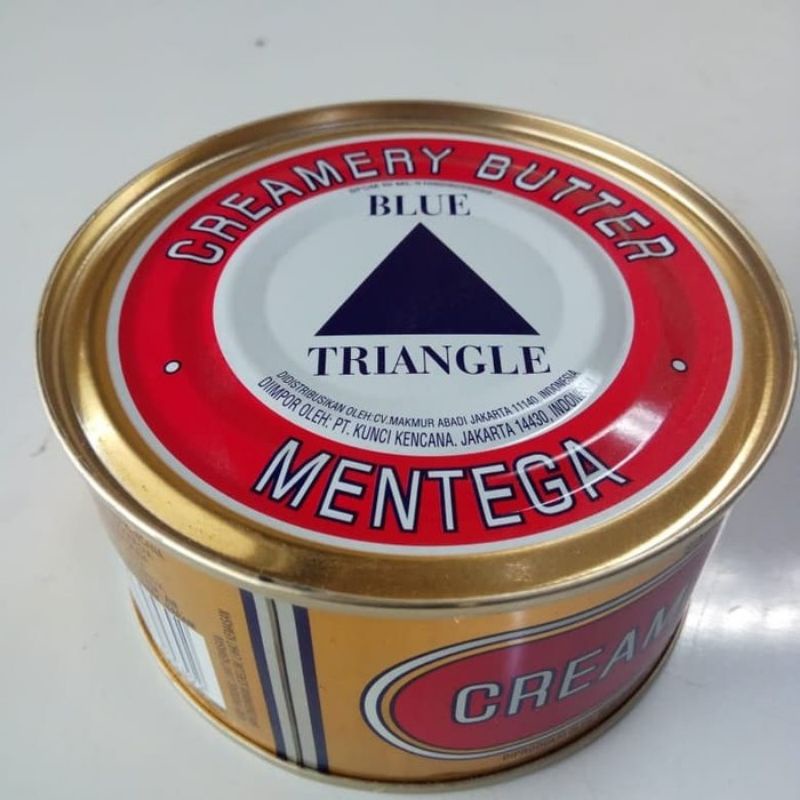 CREAMERY BUTTER
BLUE
TRIANGLE
DIDISTRIBUSIKAN OLEH:CV.MAKMUR ABADI JAKARTA 11140, INDONESIA
DIIMPOR OLEH: PT. KUNCI KENCANA. JAKARTA 14430, INDONESIA
MENTEGA
CREAM